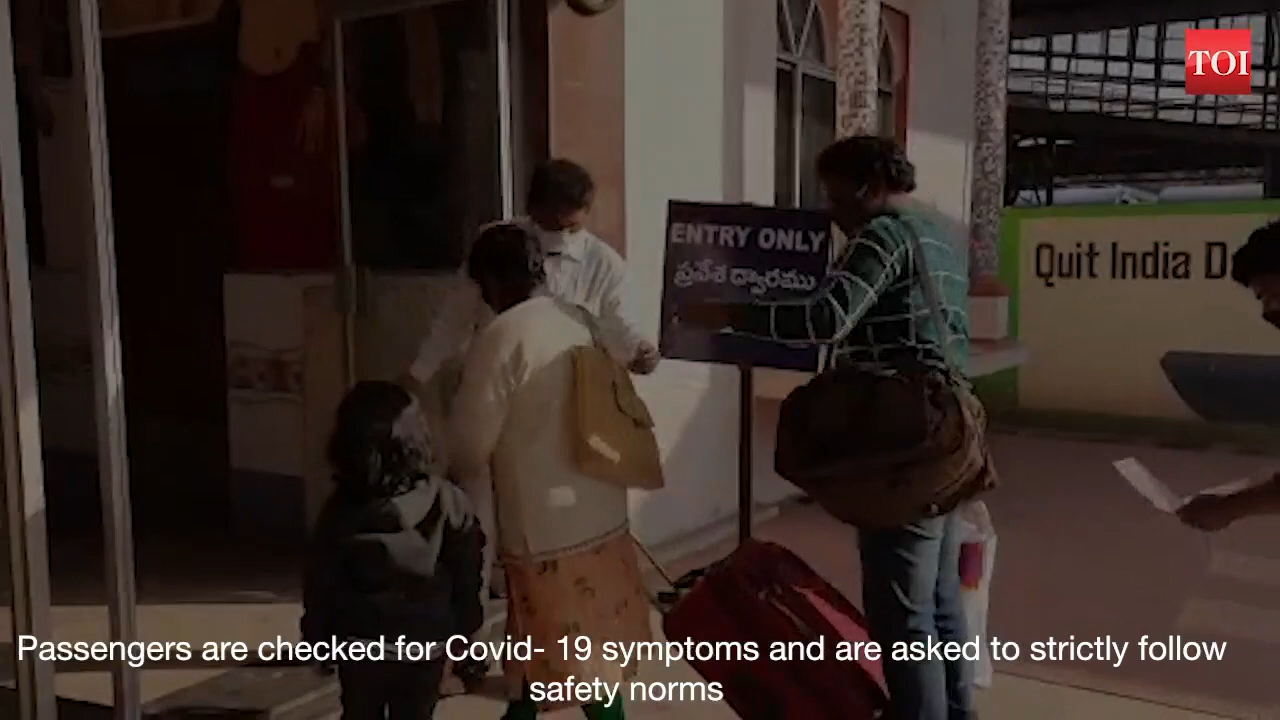 TOI
ENTRY ONLY
ప్రవేశ ద్వారము
Quit India
Passengers are checked for Covid- 19 symptoms and are asked to strictly follow
safety norms